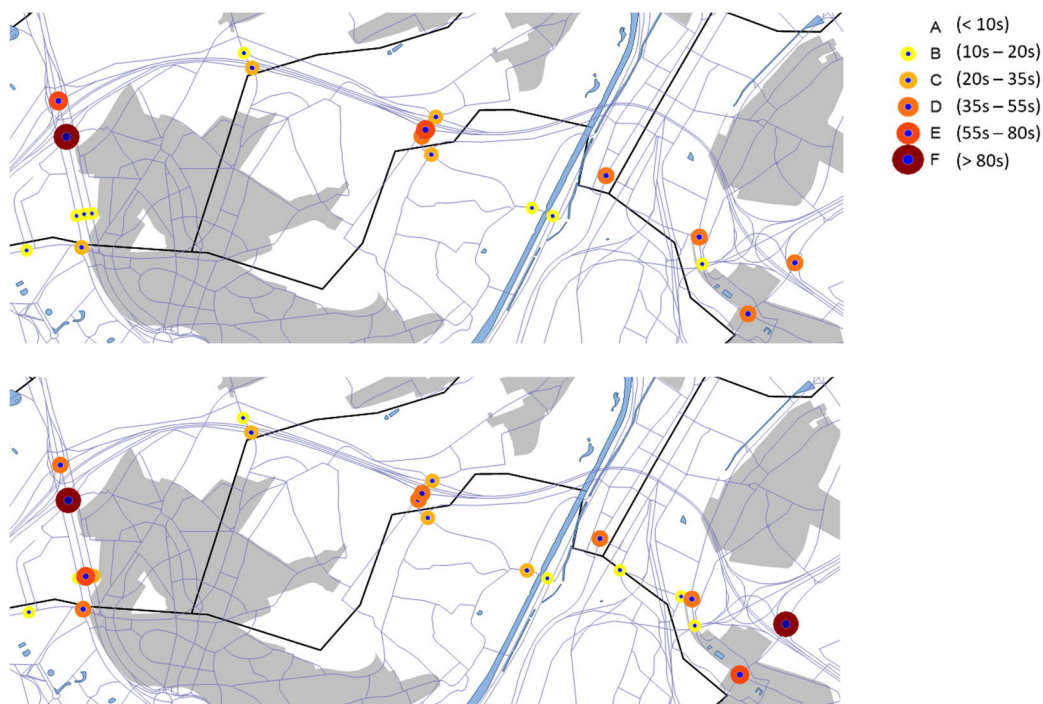 A (< 10s)
B (10s – 20s)
C (20s – 35s)
D (35s – 55s)
E (55s – 80s)
F (> 80s)